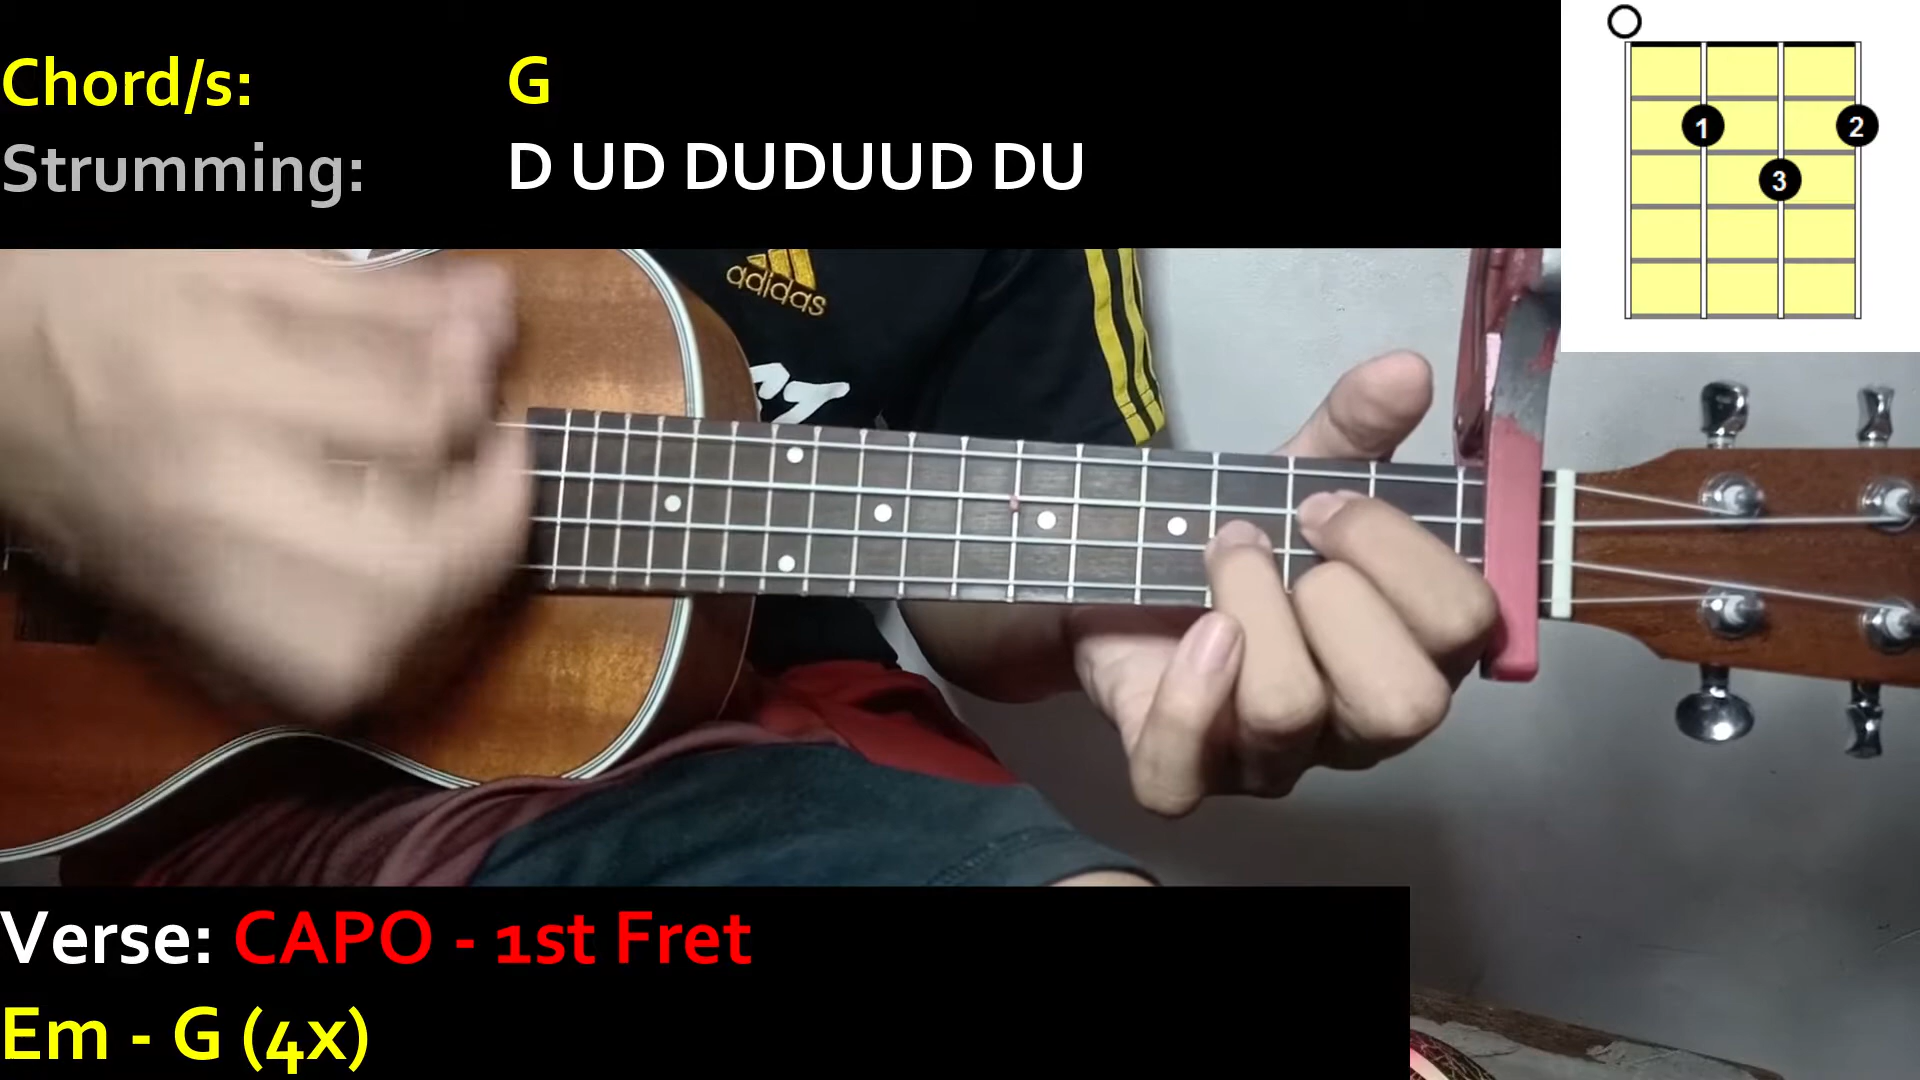 Chord/s: G
Strumming: D UD DUDUUD DU
1
2
3
adidas
Verse: CAPO - 1st Fret
Em - G (4x)